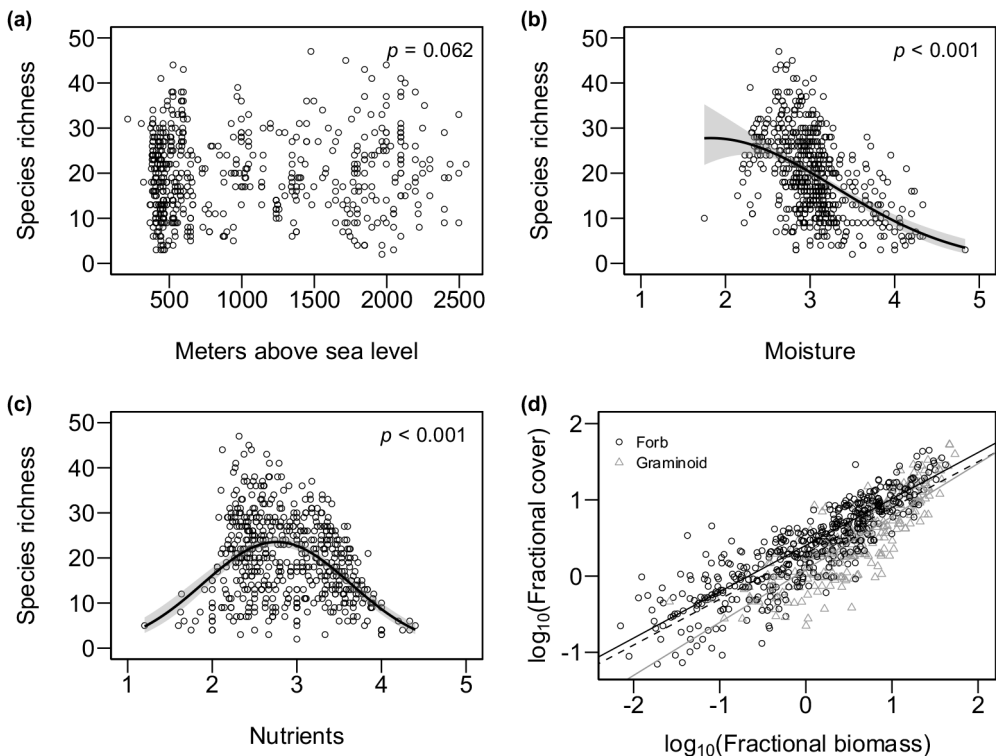 (a)
p = 0.062
Species richness
0 10 20 30 40 50
500 1000 1500 2000 2500
Meters above sea level
(b)
p < 0.001
Species richness
0 10 20 30 40 50
1 2 3 4 5
Moisture
(c)
p < 0.001
Species richness
0 10 20 30 40 50
1 2 3 4 5
Nutrients
(d)
Forb
Graminoid
log10(Fractional cover)
-1 0 1 2
-2 -1 0 1 2
log10(Fractional biomass)